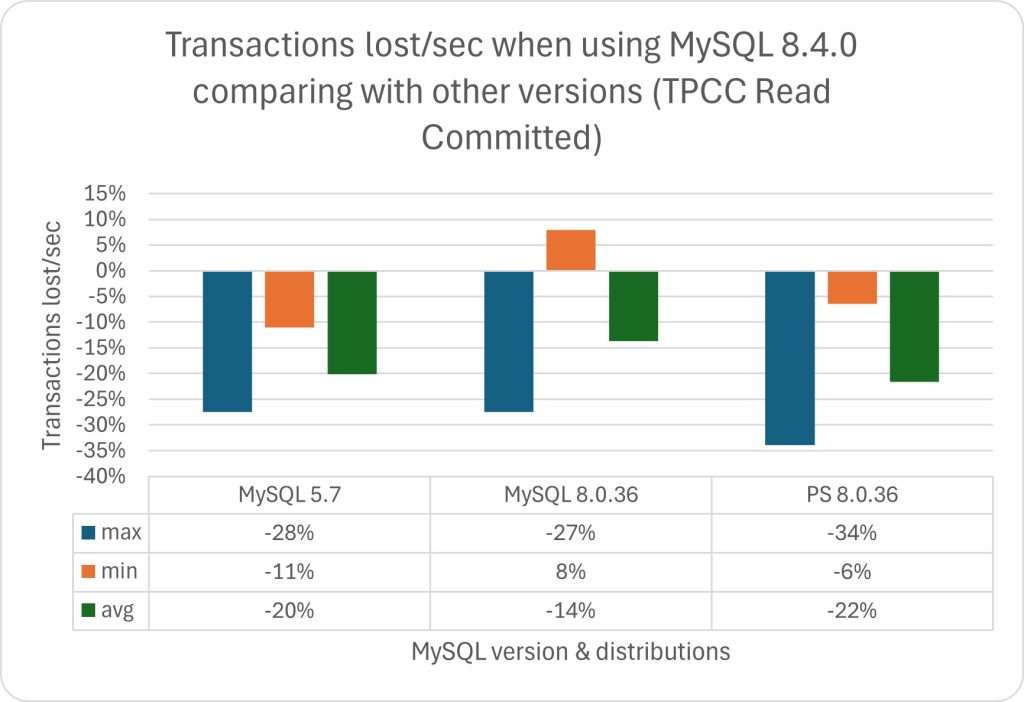 Transactions lost/sec when using MySQL 8.4.0
comparing with other versions (TPCC Read
Committed)
Transactions lost/sec
15%
10%
5%
0%
-5%
-10%
-15%
-20%
-25%
-30%
-35%
-40%
MySQL 5.7 MySQL 8.0.36 PS 8.0.36
max -28% -27% -34%
min -11% 8% -6%
avg -20% -14% -22%
MySQL version & distributions